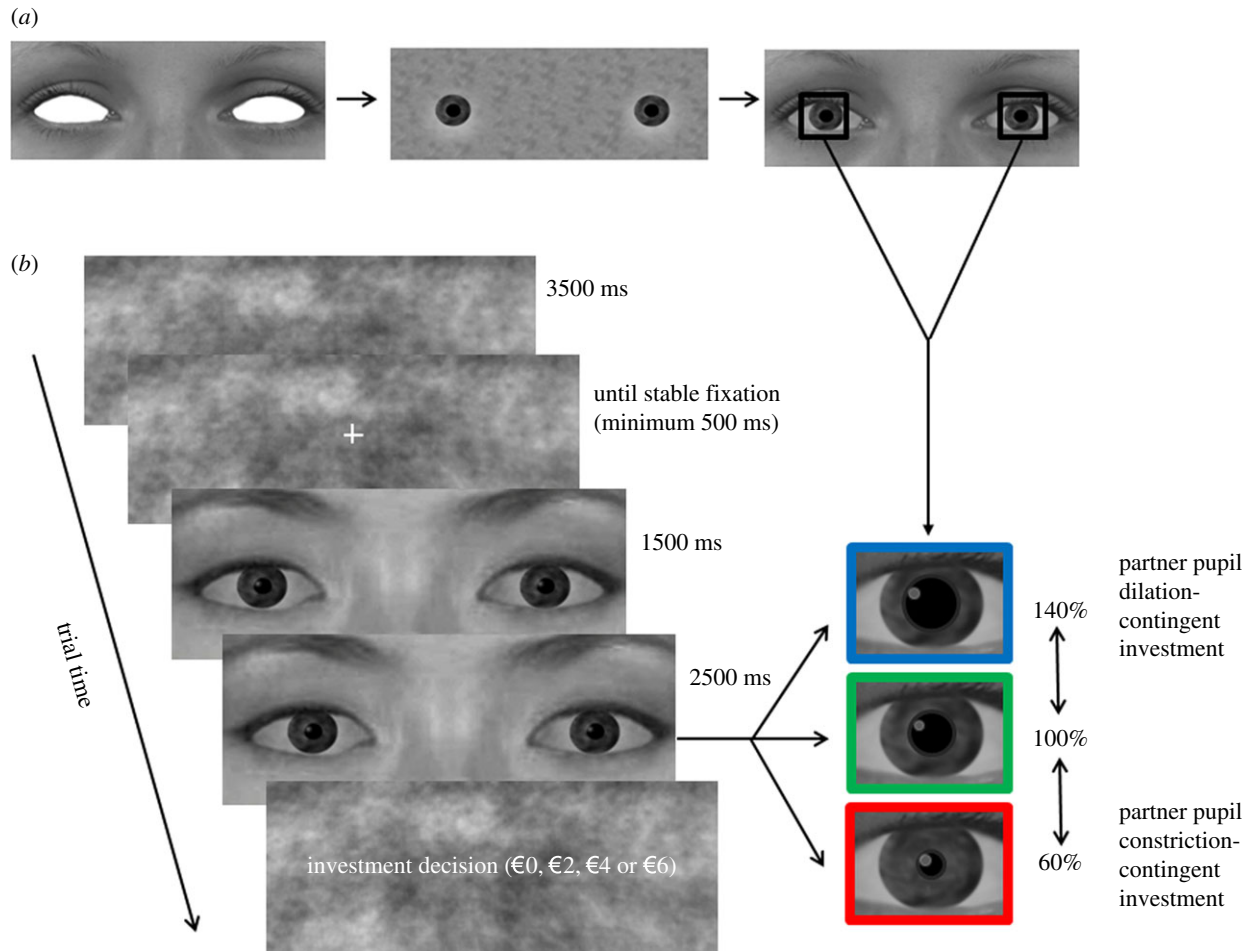 (a)
(b)
3500 ms
until stable fixation
(minimum 500 ms)
1500 ms
2500 ms
trial time
investment decision (€0, €2, €4 or €6)
140%
100%
60%
partner pupil
dilation-
contingent
investment
partner pupil
constriction-
contingent
investment